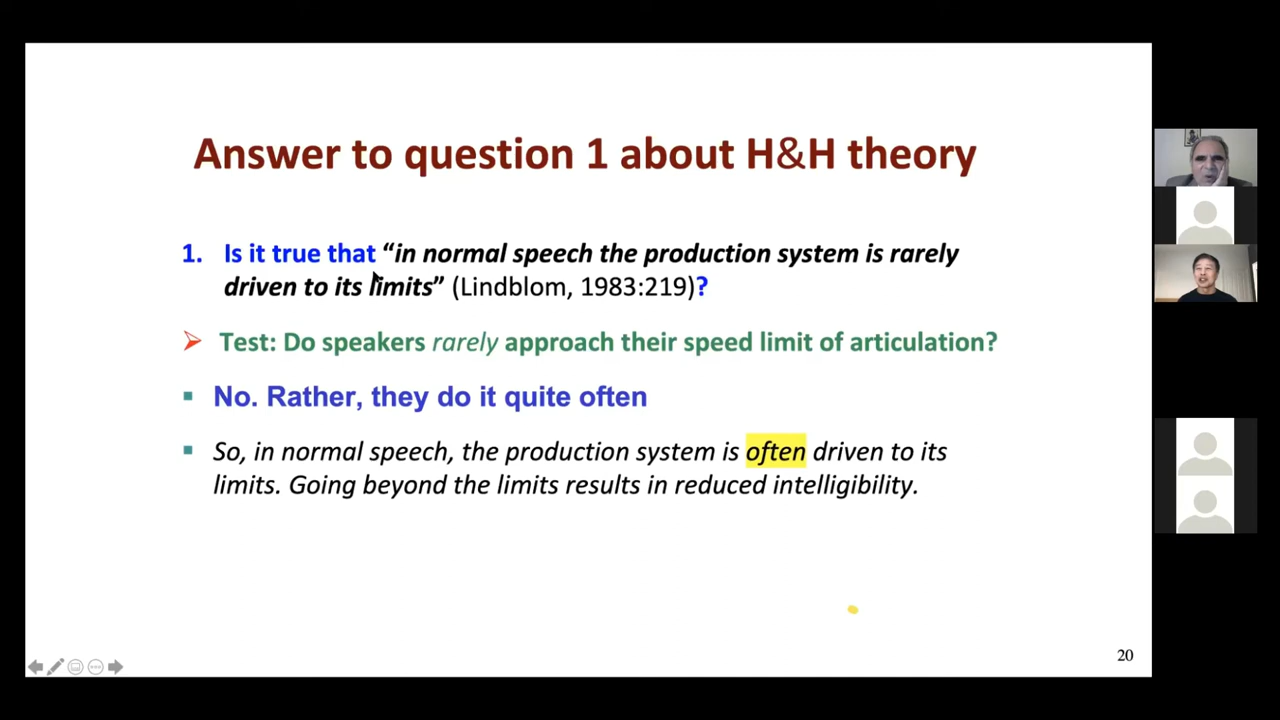 Answer to question 1 about H&H theory
1. Is it true that “in normal speech the production system is rarely
driven to its limits” (Lindblom, 1983:219)?
Test: Do speakers rarely approach their speed limit of articulation?
No. Rather, they do it quite often
So, in normal speech, the production system is often driven to its
limits. Going beyond the limits results in reduced intelligibility.
20